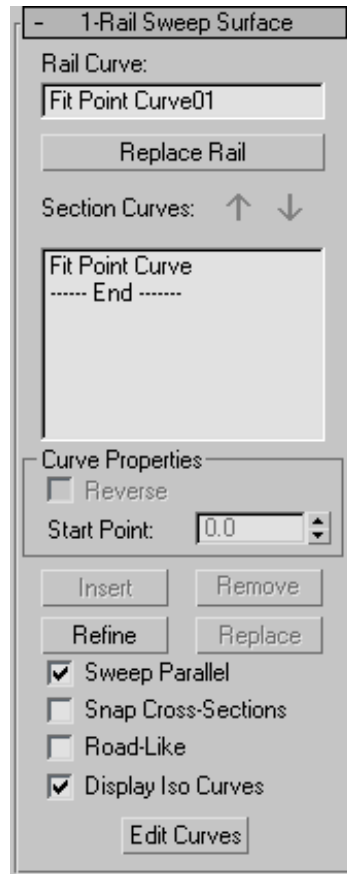 - 1-Rail Sweep Surface
Rail Curve:
Fit Point Curve01
Replace Rail
Section Curves: ↑ ↓
Fit Point Curve
------ End -------
Curve Properties
Reverse
Start Point: 0.0
Insert Remove
Refine Replace
Sweep Parallel
Snap Cross-Sections
Road-Like
Display Iso Curves
Edit Curves